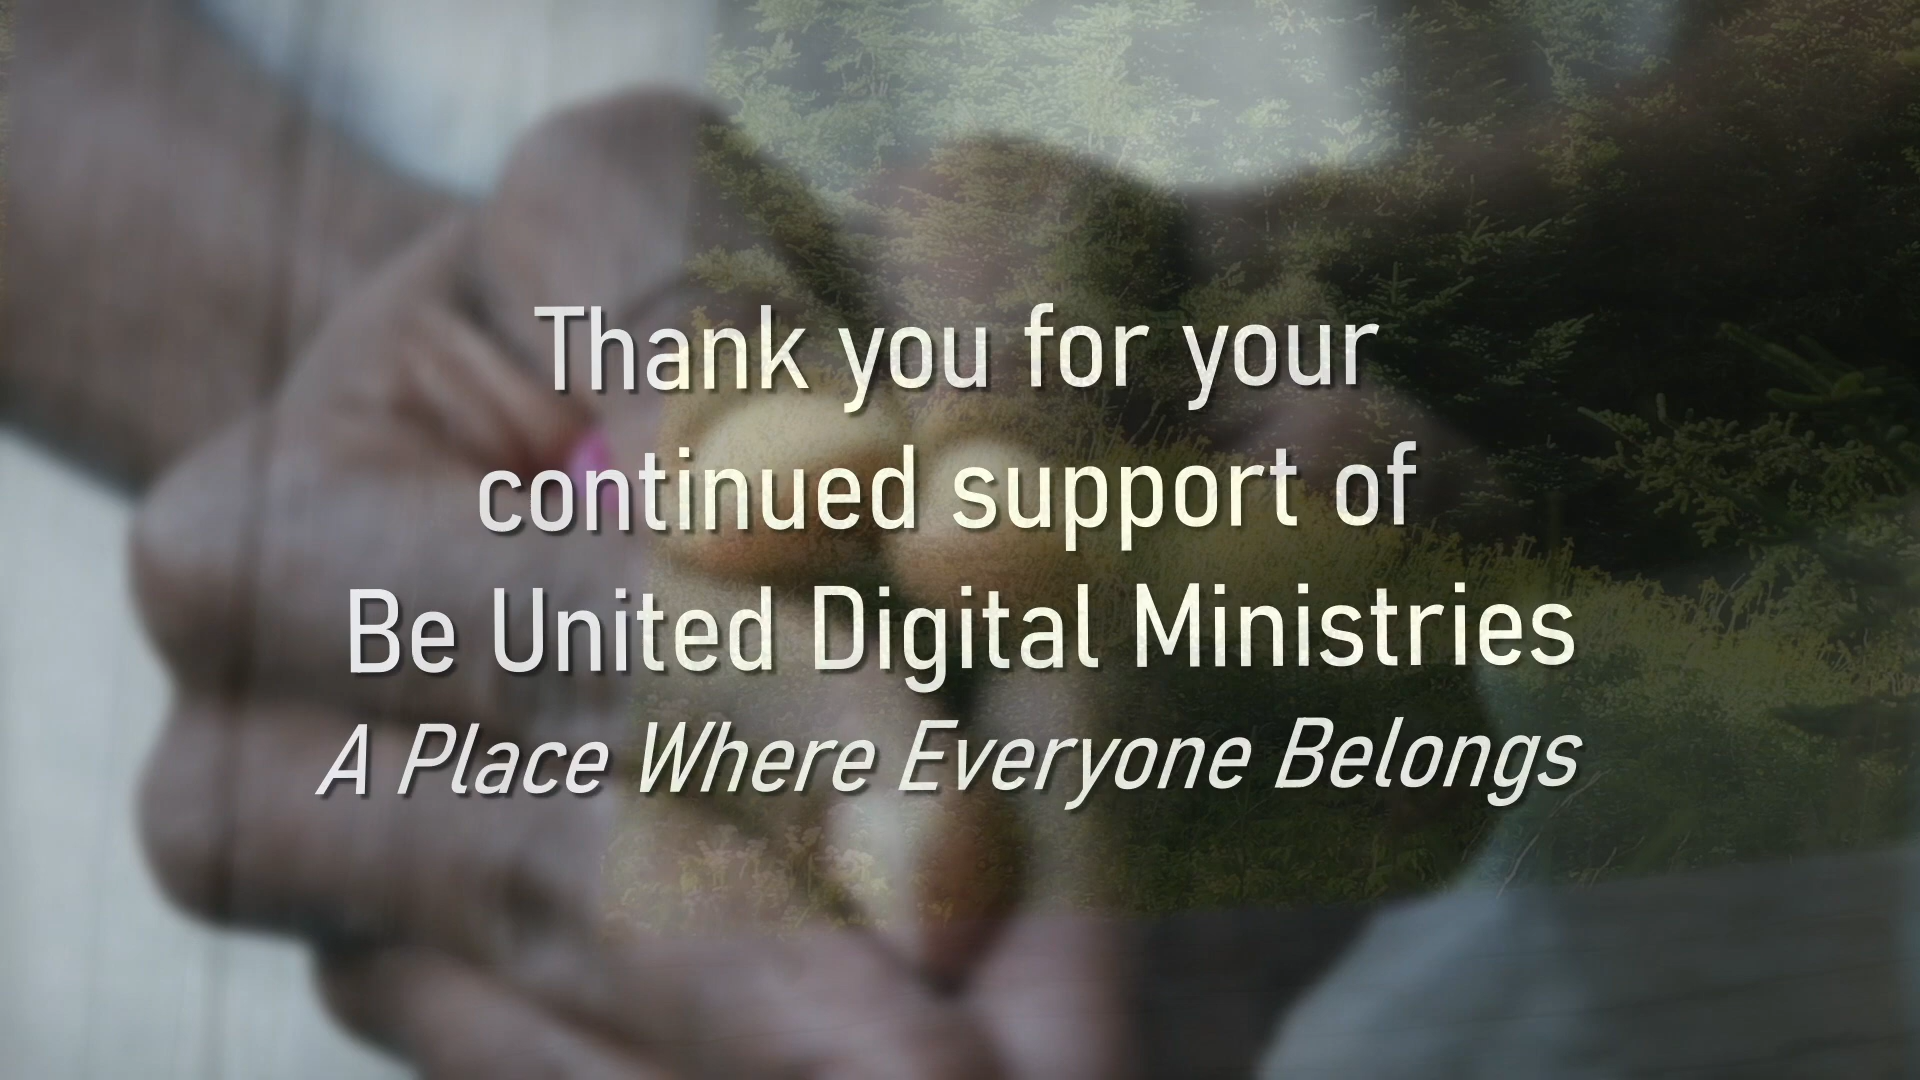 Thank you for your
continued support of
Be United Digital Ministries
A Place Where Everyone Belongs